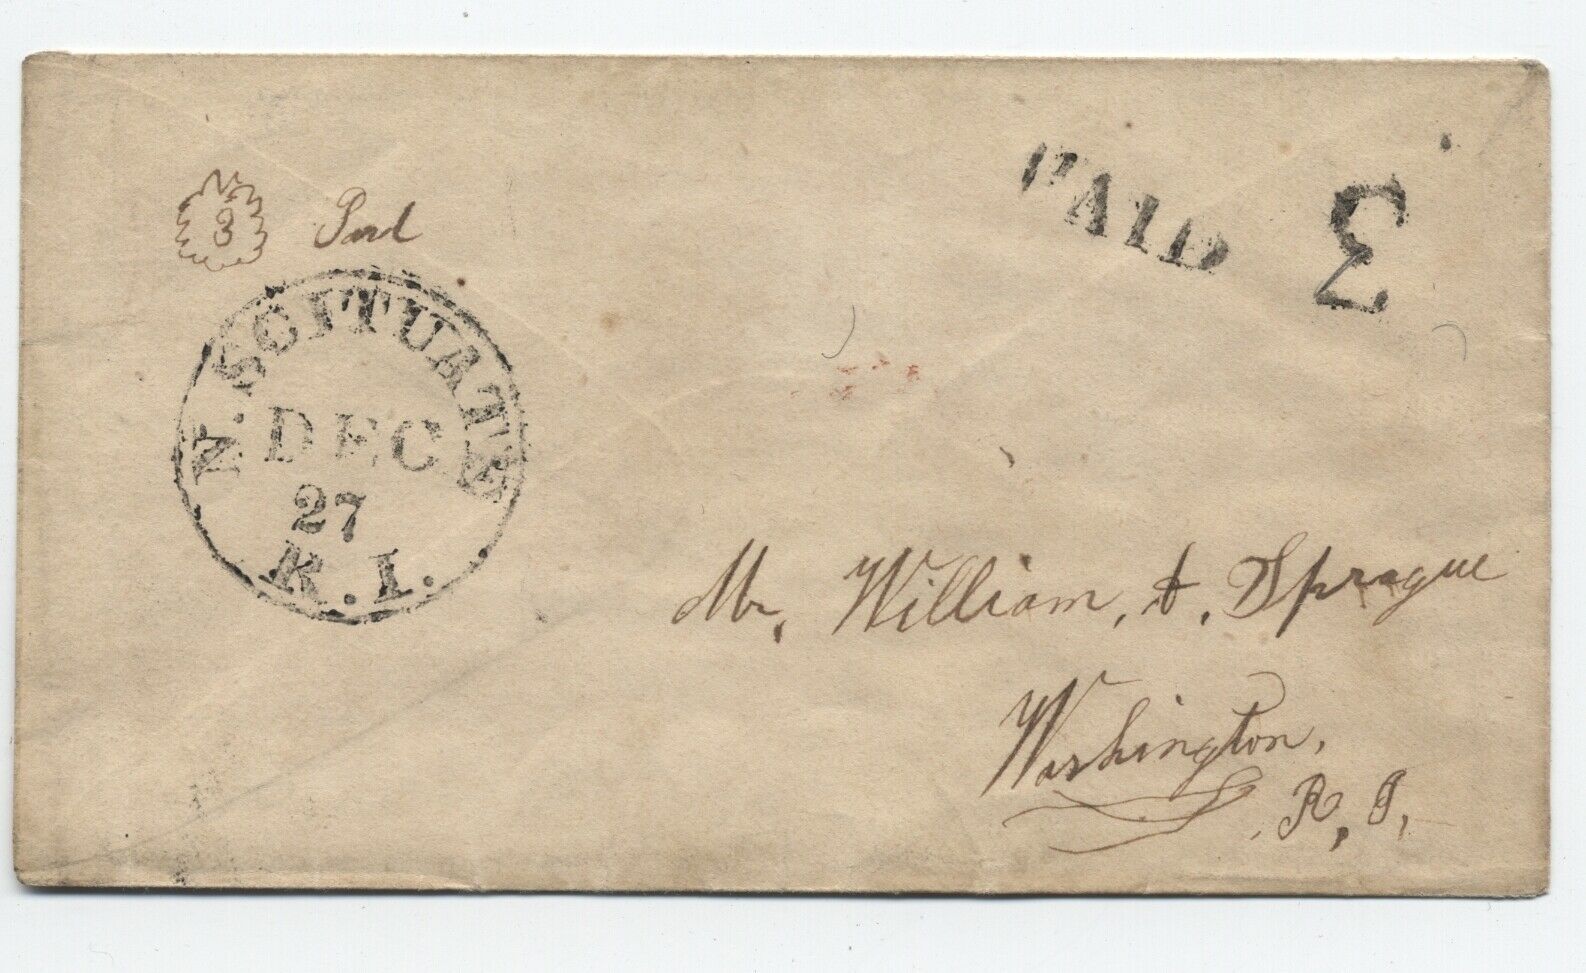 PAID 3
3 Paid
N. SCITUATE
DEC
27
R. I.
Mr, William, A, Sprague
Washington,
R, I,